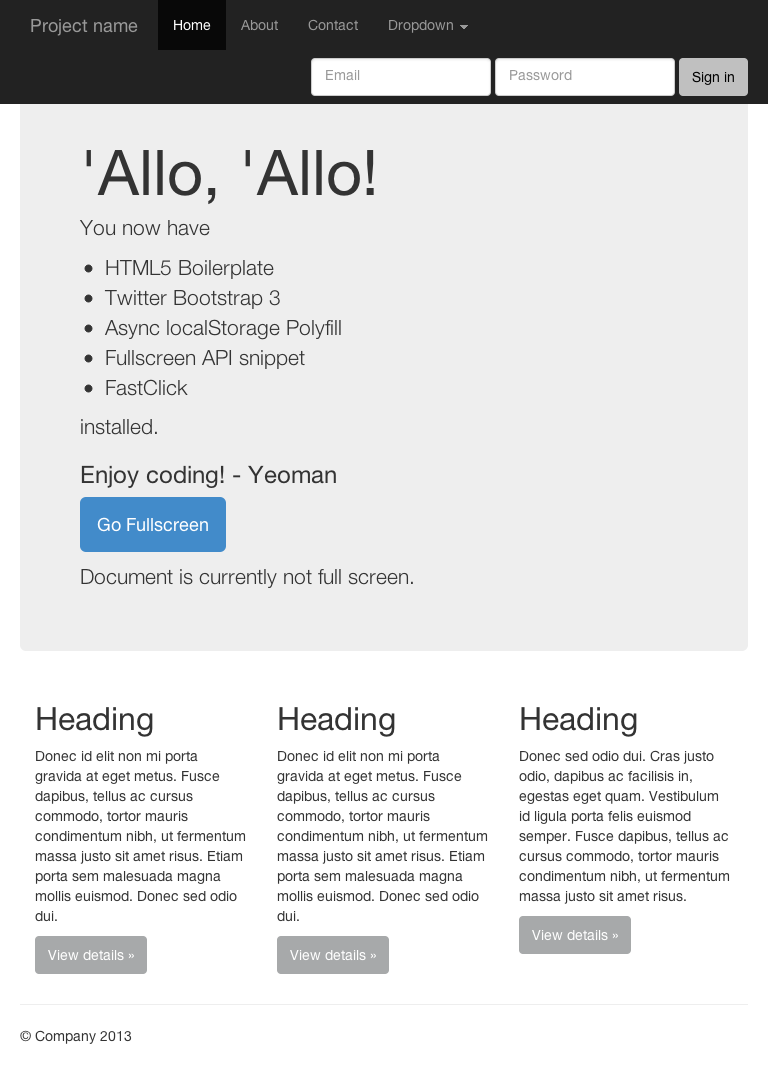 Project name Home About Contact Dropdown
Email Password Sign in
'Allo, 'Allo!
You now have
HTML5 Boilerplate
Twitter Bootstrap 3
Async localStorage Polyfill
Fullscreen API snippet
FastClick
installed.
Enjoy coding! - Yeoman
Go Fullscreen
Document is currently not full screen.
Heading
Donec id elit non mi porta
gravida at eget metus. Fusce
dapibus, tellus ac cursus
commodo, tortor mauris
condimentum nibh, ut fermentum
massa justo sit amet risus. Etiam
porta sem malesuada magna
mollis euismod. Donec sed odio
dui.
View details »
Heading
Donec id elit non mi porta
gravida at eget metus. Fusce
dapibus, tellus ac cursus
commodo, tortor mauris
condimentum nibh, ut fermentum
massa justo sit amet risus. Etiam
porta sem malesuada magna
mollis euismod. Donec sed odio
dui.
View details »
Heading
Donec sed odio dui. Cras justo
odio, dapibus ac facilisis in,
egestas eget quam. Vestibulum
id ligula porta felis euismod
semper. Fusce dapibus, tellus ac
cursus commodo, tortor mauris
condimentum nibh, ut fermentum
massa justo sit amet risus.
View details »
© Company 2013